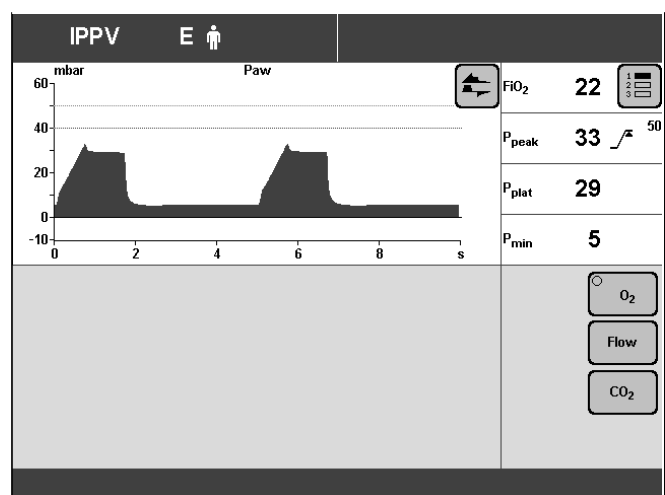 IPPV E
mbar Paw
60
40
20
0
-10
0 2 4 6 8 s
1
2
3
FiO2 22
Ppeak 33 50
Pplat 29
Pmin 5
O2
Flow
CO2